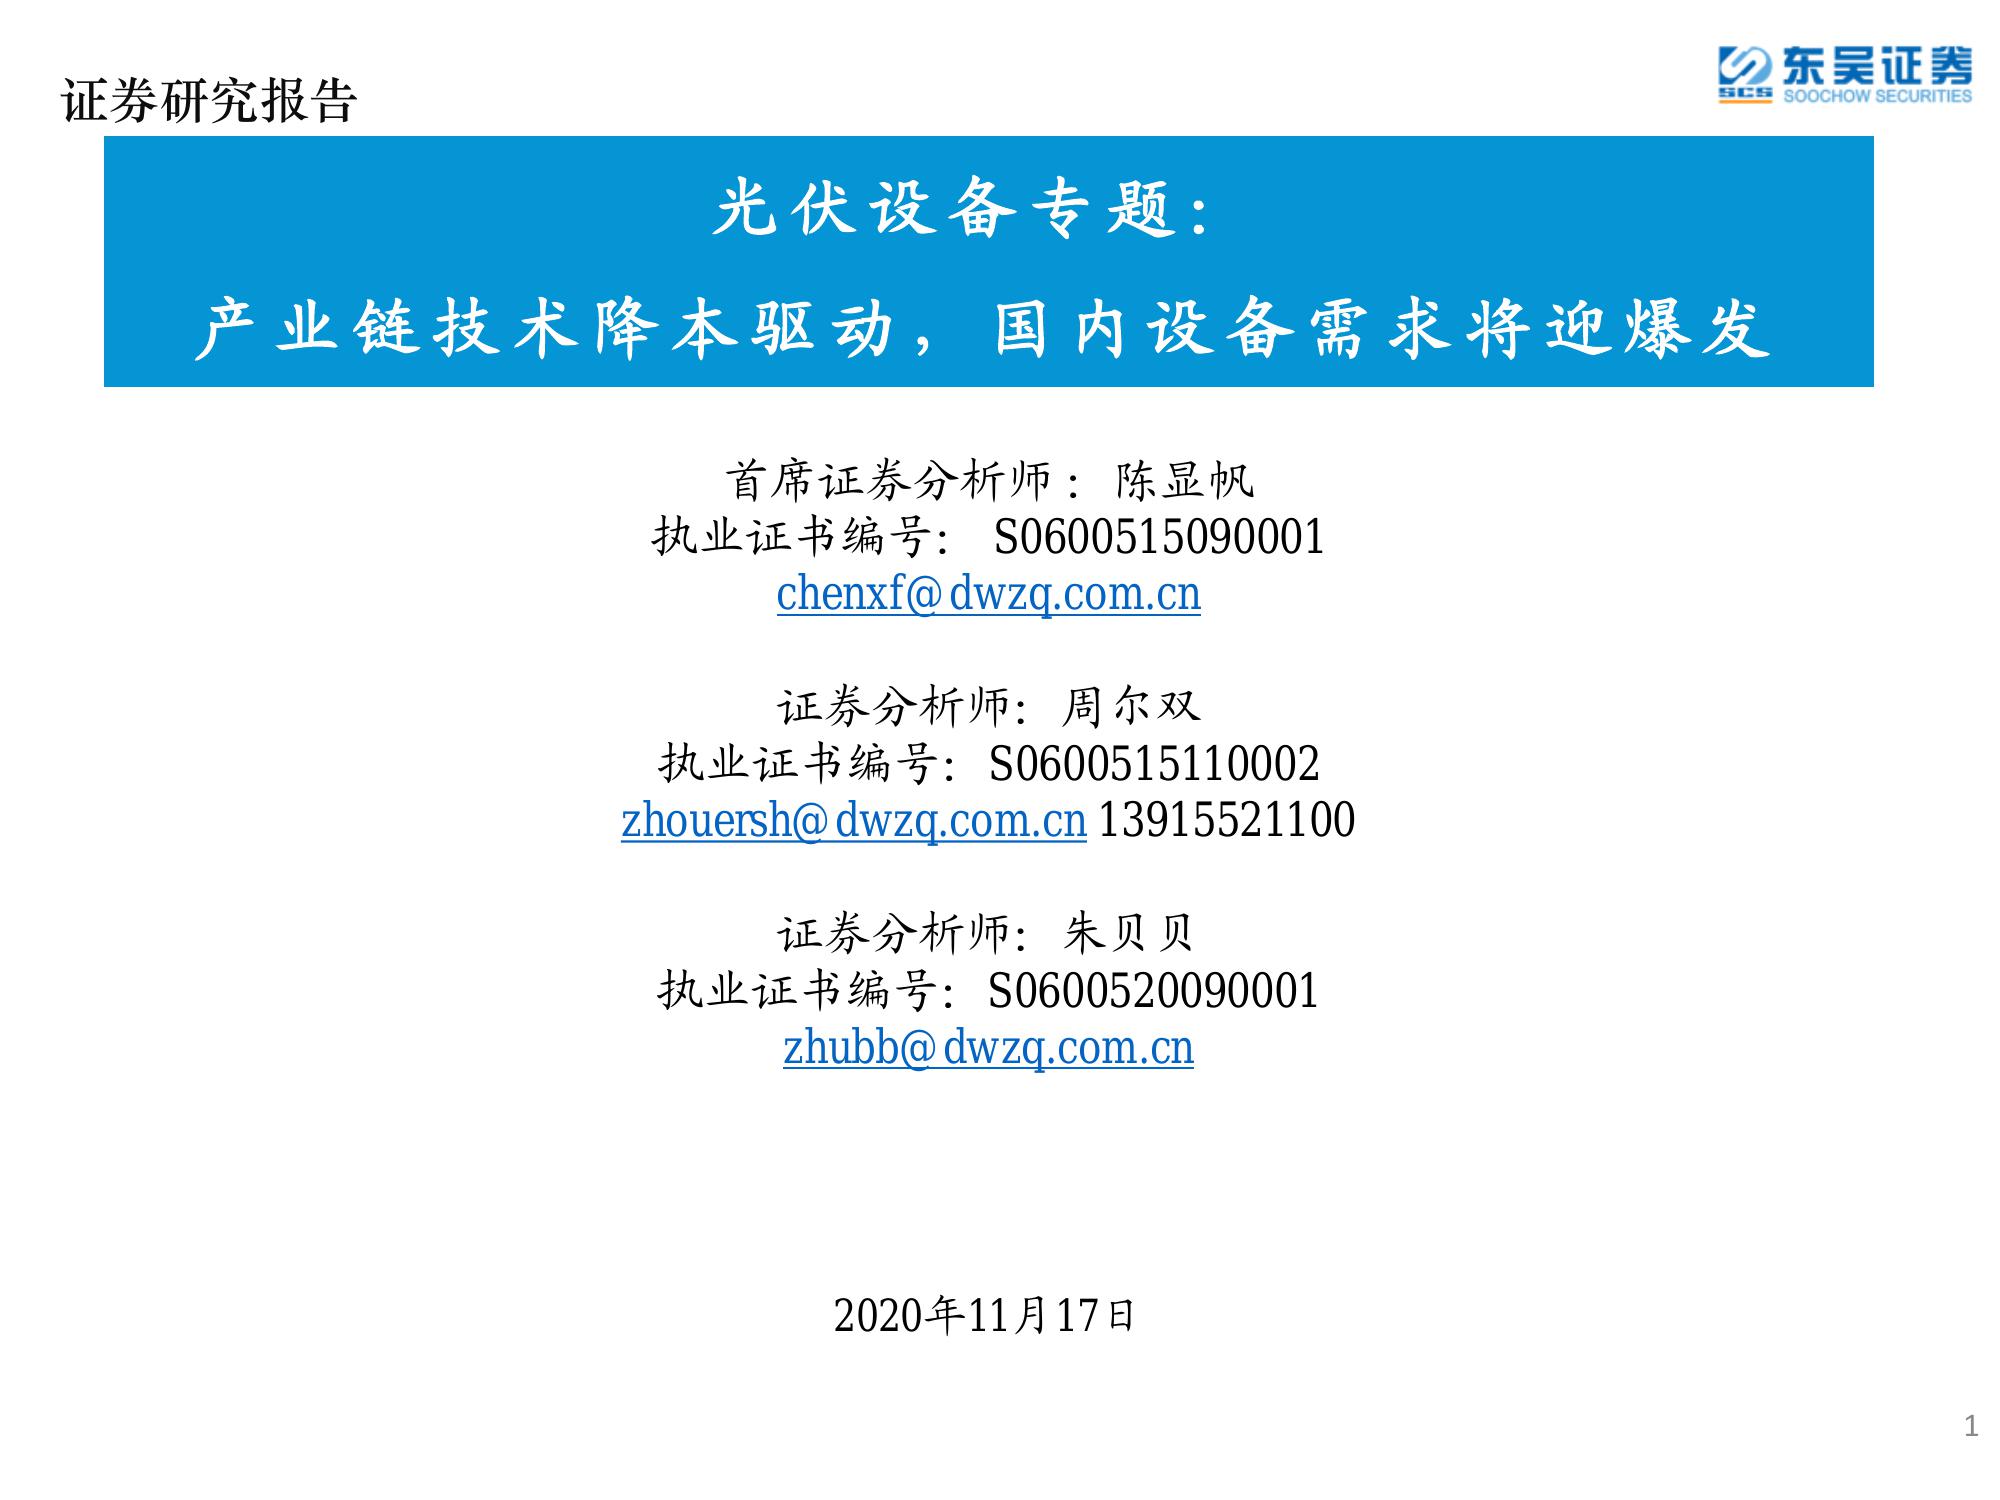 证券研究报告
东吴证券
SCS
SOOCHOW SECURITIES
光伏设备专题：
产业链技术降本驱动，国内设备需求将迎爆发
首席证券分析师： 陈显帆
执业证书编号： S0600515090001
chenxf@dwzq.com.cn
证券分析师： 周尔双
执业证书编号： S0600515110002
zhouersh@dwzq.com.cn 13915521100
证券分析师： 朱贝贝
执业证书编号： S0600520090001
zhubb@dwzq.com.cn
2020年11月17日
1